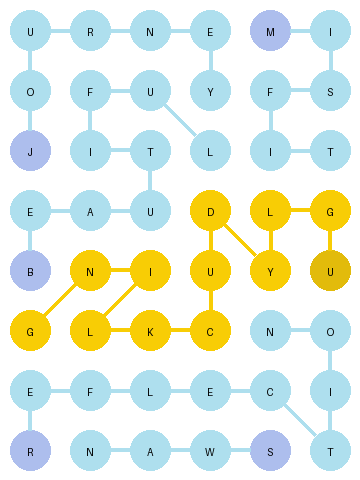 U R N E M I
O F U Y F S
J I T L I T
E A U D L G
B N I U Y U
G L K C N O
E F L E C I
R N A W S T